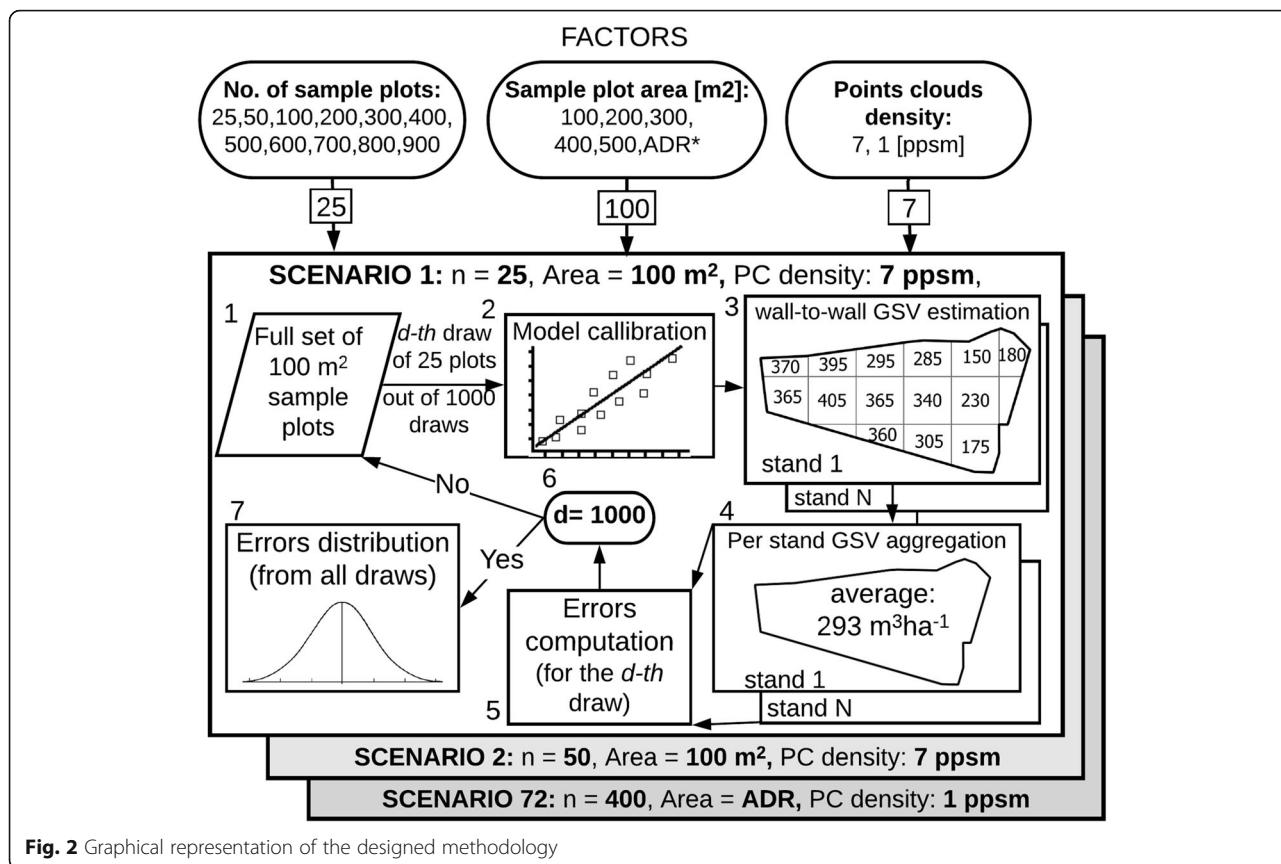 FACTORS
No. of sample plots:
25,50,100,200,300,400,
500,600,700,800,900
Sample plot area [m2]:
100,200,300,
400,500,ADR*
Points clouds
density:
7, 1 [ppsm]
25
100
7
SCENARIO 1: n = 25, Area = 100 m², PC density: 7 ppsm,
1
Full set of
100 m²
sample
plots
d-th draw
of 25 plots
out of 1000
draws
2
Model callibration
3
wall-to-wall GSV estimation
370 395 295 285 150 180
365 405 365 340 230
360 305 175
stand 1
stand N
4
Per stand GSV aggregation
average:
293 m³ha⁻¹
stand 1
stand N
5
Errors
computation
(for the d-th
draw)
6
d= 1000
No
Yes
7
Errors distribution
(from all draws)
SCENARIO 2: n = 50, Area = 100 m², PC density: 7 ppsm
SCENARIO 72: n = 400, Area = ADR, PC density: 1 ppsm
Fig. 2 Graphical representation of the designed methodology